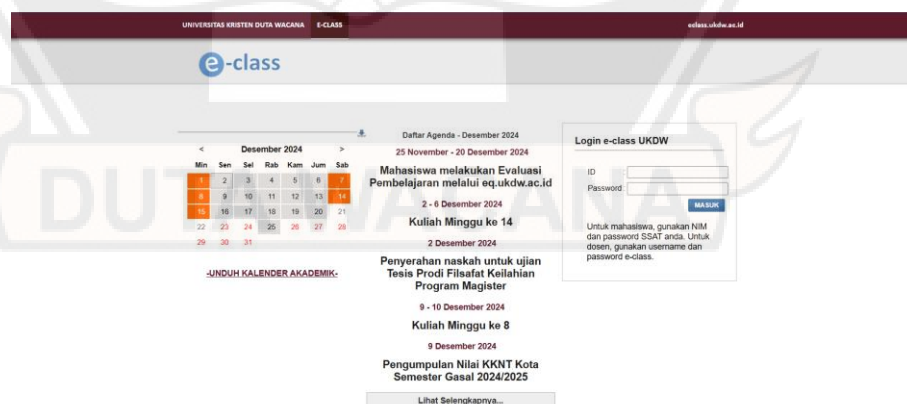 UNIVERSITAS KRISTEN DUTA WACANA E-CLASS eclass.ukdw.ac.id
e-class
< Desember 2024 >
Min Sen Sel Rab Kam Jum Sab
1 2 3 4 5 6 7
8 9 10 11 12 13 14
15 16 17 18 19 20 21
22 23 24 25 26 27 28
29 30 31
-UNDUH KALENDER AKADEMIK-
Daftar Agenda - Desember 2024
25 November - 20 Desember 2024
Mahasiswa melakukan Evaluasi
Pembelajaran melalui eq.ukdw.ac.id
2 - 6 Desember 2024
Kuliah Minggu ke 14
2 Desember 2024
Penyerahan naskah untuk ujian
Tesis Prodi Filsafat Keilahian
Program Magister
9 - 10 Desember 2024
Kuliah Minggu ke 8
9 Desember 2024
Pengumpulan Nilai KKNT Kota
Semester Gasal 2024/2025
Lihat Selengkapnya...
Login e-class UKDW
ID :
Password :
MASUK
Untuk mahasiswa, gunakan NIM
dan password SSAT anda. Untuk
dosen, gunakan username dan
password e-class.
DUTA WACANA